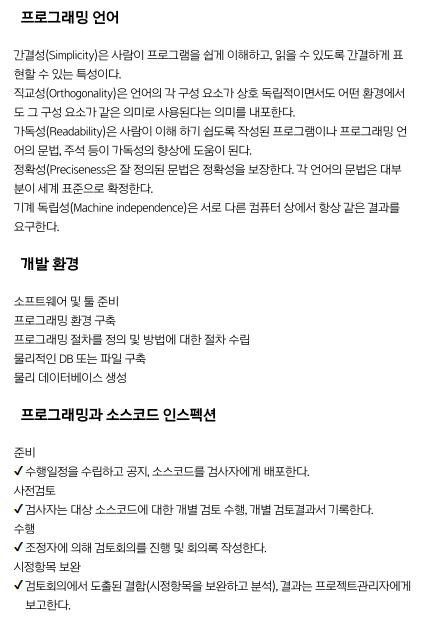 프로그래밍 언어
간결성(Simplicity)은 사람이 프로그램을 쉽게 이해하고, 읽을 수 있도록 간결하게 표
현할 수 있는 특성이다.
직교성(Orthogonality)은 언어의 각 구성 요소가 상호 독립적이면서도 어떤 환경에서
도 그 구성 요소가 같은 의미로 사용된다는 의미를 내포한다.
가독성(Readability)은 사람이 이해 하기 쉽도록 작성된 프로그램이나 프로그래밍 언
어의 문법, 주석 등이 가독성의 향상에 도움이 된다.
정확성(Preciseness은 잘 정의된 문법은 정확성을 보장한다. 각 언어의 문법은 대부
분이 세계 표준으로 확정한다.
기계 독립성(Machine independence)은 서로 다른 컴퓨터 상에서 항상 같은 결과를
요구한다.
개발 환경
소프트웨어 및 툴 준비
프로그래밍 환경 구축
프로그래밍 절차를 정의 및 방법에 대한 절차 수립
물리적인 DB 또는 파일 구축
물리 데이터베이스 생성
프로그래밍과 소스코드 인스펙션
준비
✓ 수행일정을 수립하고 공지, 소스코드를 검사자에게 배포한다.
사전검토
✓ 검사자는 대상 소스코드에 대한 개별 검토 수행, 개별 검토결과서 기록한다.
수행
✓ 조정자에 의해 검토회의를 진행 및 회의록 작성한다.
시정항목 보완
✓ 검토회의에서 도출된 결함(시정항목을 보완하고 분석), 결과는 프로젝트관리자에게
보고한다.